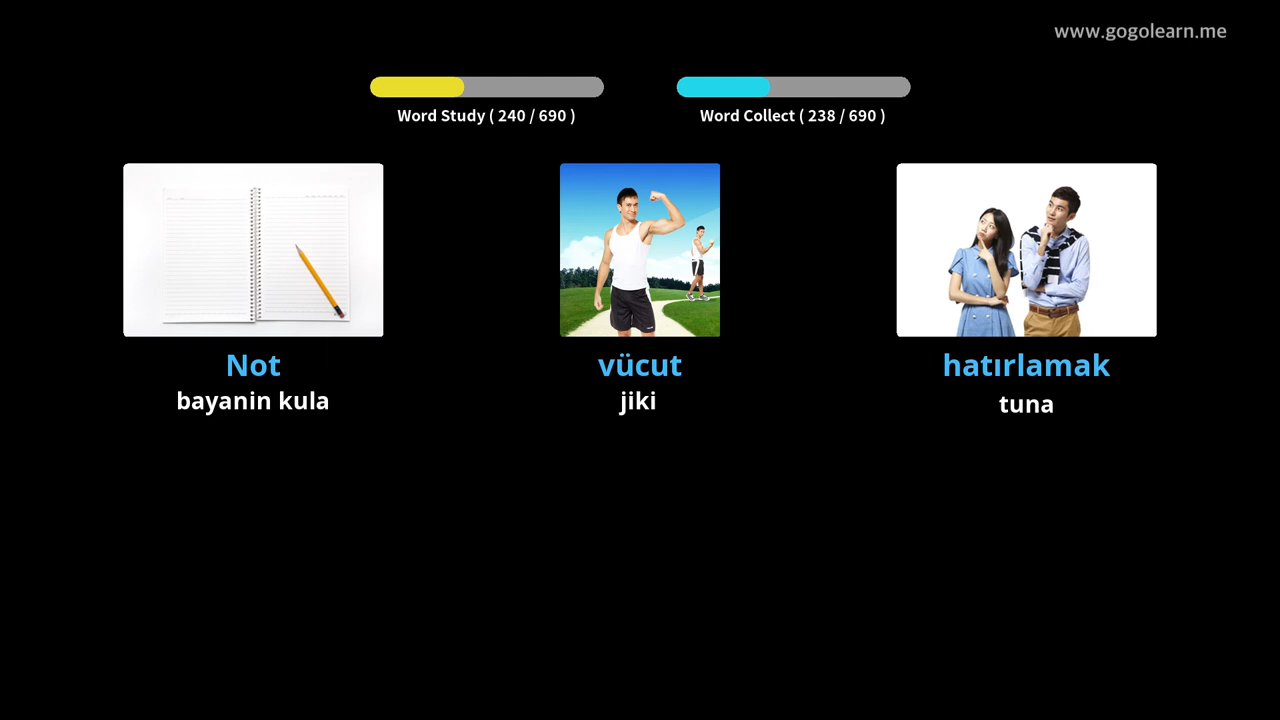 www.gogolearn.me
Word Study ( 240 / 690 )
Word Collect ( 238 / 690 )
Not
bayanin kula
vücut
jiki
hatırlamak
tuna